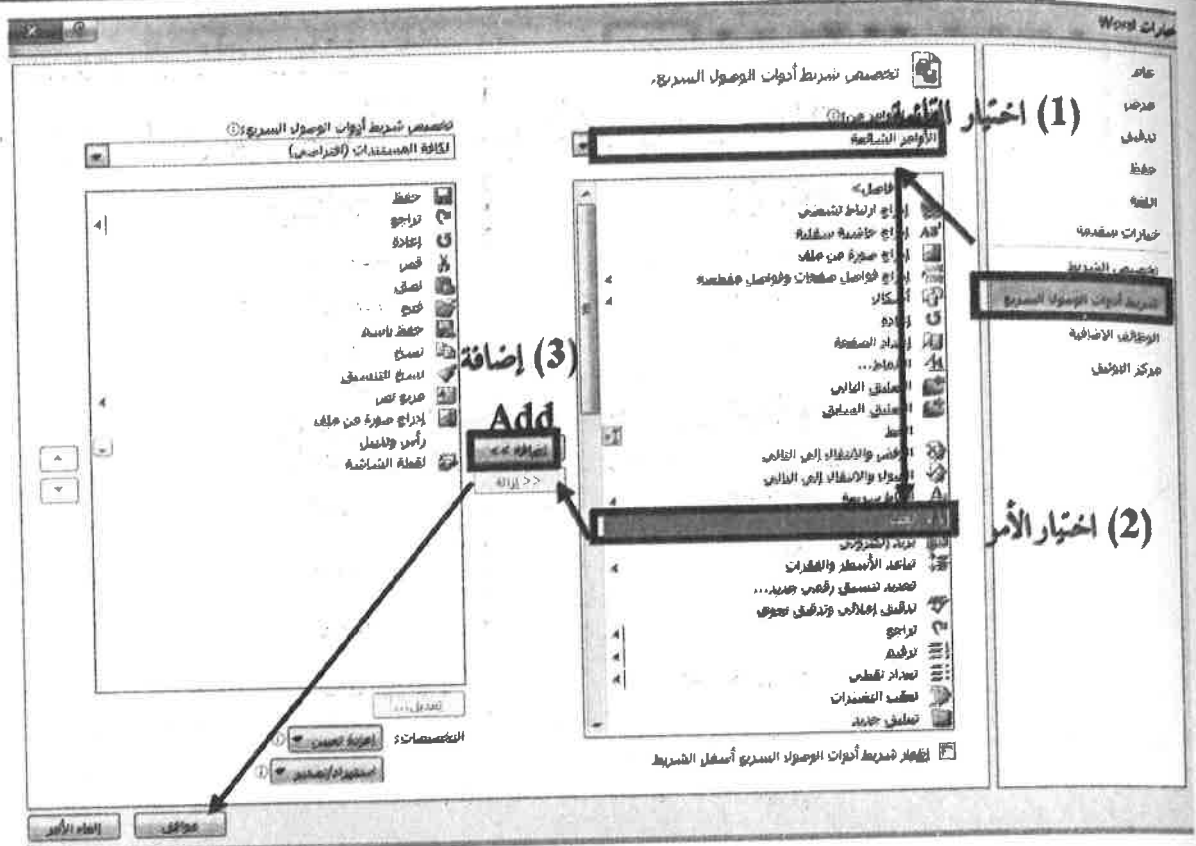 خيارات Word
عام
عرض
تدقيق
حفظ
اللغة
خيارات متقدمة
تخصيص الشريط
شريط أدوات الوصول السريع
الوظائف الإضافية
مركز التوثيق
تخصيص شريط أدوات الوصول السريع.
(1) اختيار القائمة
الأوامر الشائعة
<فاصل>
إدراج ارتباط تشعبي
إدراج حاشية سفلية
إدراج صورة من ملف
إدراج فواصل صفحات وفواصل مقطعية
أشكال
إعادة
إعداد الصفحة
الألفاظ...
التعليق التالي
التعليق السابق
الخط
الرفض والانتقال إلى التالي
القبول والانتقال إلى التالي
(2) اختيار الأمر
بريد إلكتروني
تباعد الأسطر والفقرات
تحديد تنسيق رقمي جديد...
تدقيق إملائي وتدقيق نحوي
تراجع
ترقيم
تعداد نقطي
تعقب التغييرات
تعليق جديد
إظهار شريط أدوات الوصول السريع أسفل الشريط
(3) إضافة
Add
إضافة >>
<< إزالة
تخصيص شريط أدوات الوصول السريع:
لكافة المستندات (افتراضي)
حفظ
تراجع
إعادة
قص
لصق
فتح
حفظ باسم
نسخ
نسخ التنسيق
مربع نص
إدراج صورة من ملف
رأس وتذييل
لقطة الشاشة
تعديل...
التخصيصات:
إعادة تعيين
استيراد/تصدير
موافق
إلغاء الأمر